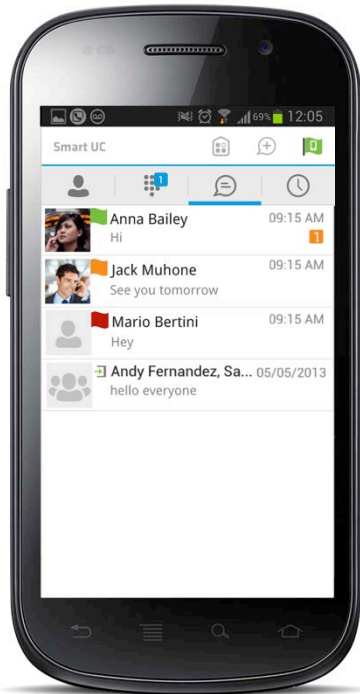 69% 12:05
Smart UC
1
Anna Bailey 09:15 AM
Hi 1
Jack Muhone 09:15 AM
See you tomorrow
Mario Bertini 09:15 AM
Hey
Andy Fernandez, Sa... 05/05/2013
hello everyone